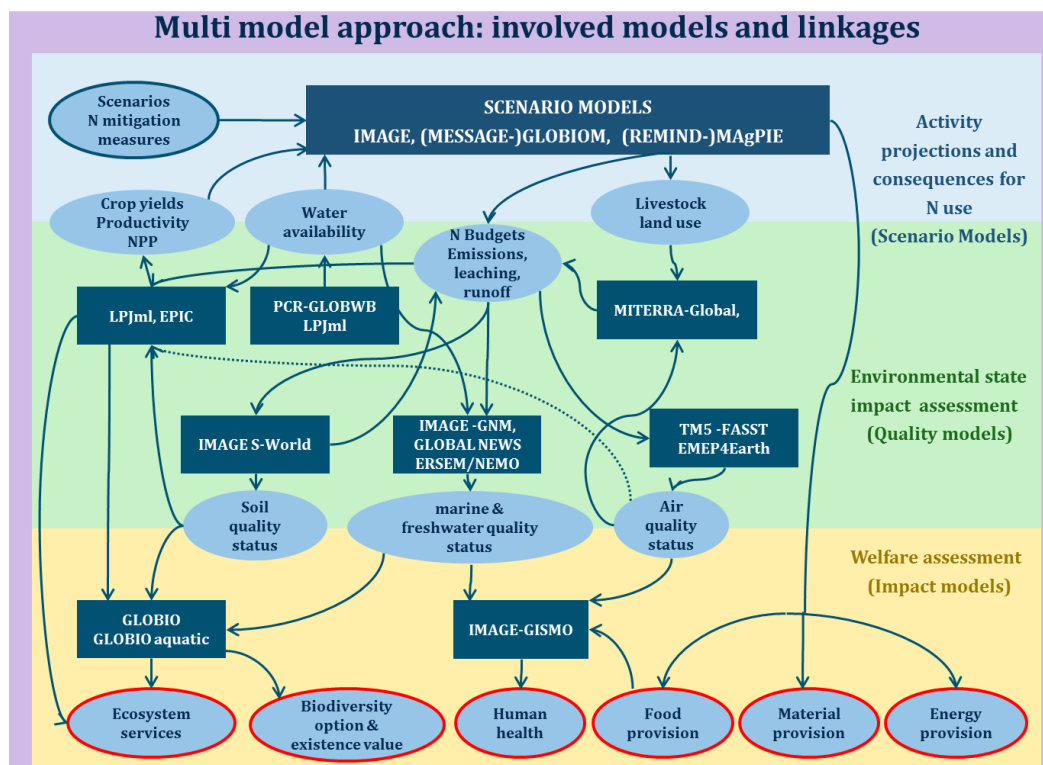 Multi model approach: involved models and linkages
Scenarios
N mitigation
measures
SCENARIO MODELS
IMAGE, (MESSAGE-)GLOBIOM, (REMIND-)MAgPIE
Activity
projections and
consequences for
N use
(Scenario Models)
Crop yields
Productivity
NPP
Water
availability
N Budgets
Emissions,
leaching,
runoff
Livestock
land use
LPJml, EPIC
PCR-GLOBWB
LPJml
MITERRA-Global,
Environmental state
impact assessment
(Quality models)
IMAGE S-World
IMAGE -GNM,
GLOBAL NEWS
ERSEM/NEMO
TM5 -FASST
EMEP4Earth
Soil
quality
status
marine &
freshwater quality
status
Air
quality
status
Welfare assessment
(Impact models)
GLOBIO
GLOBIO aquatic
IMAGE-GISMO
Ecosystem
services
Biodiversity
option &
existence value
Human
health
Food
provision
Material
provision
Energy
provision